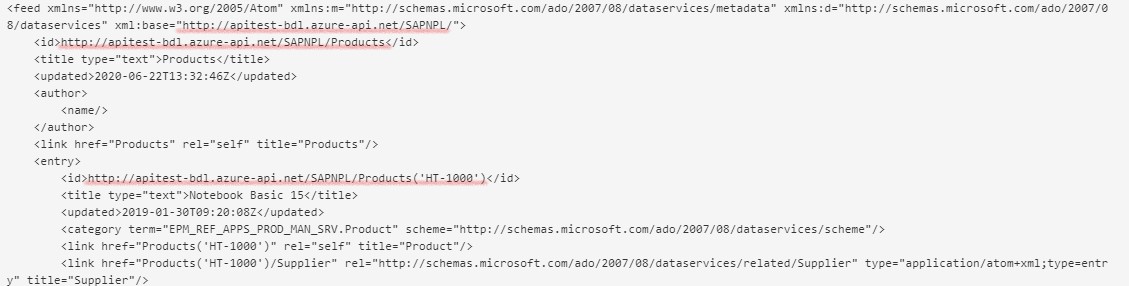 <feed xmlns="http://www.w3.org/2005/Atom" xmlns:m="http://schemas.microsoft.com/ado/2007/08/dataservices/metadata" xmlns:d="http://schemas.microsoft.com/ado/2007/0
8/dataservices" xml:base="http://apitest-bdl.azure-api.net/SAPNPL/">
    <id>http://apitest-bdl.azure-api.net/SAPNPL/Products</id>
    <title type="text">Products</title>
    <updated>2020-06-22T13:32:46Z</updated>
    <author>
        <name/>
    </author>
    <link href="Products" rel="self" title="Products"/>
    <entry>
        <id>http://apitest-bdl.azure-api.net/SAPNPL/Products('HT-1000')</id>
        <title type="text">Notebook Basic 15</title>
        <updated>2019-01-30T09:20:08Z</updated>
        <category term="EPM_REF_APPS_PROD_MAN_SRV.Product" scheme="http://schemas.microsoft.com/ado/2007/08/dataservices/scheme"/>
        <link href="Products('HT-1000')" rel="self" title="Product"/>
        <link href="Products('HT-1000')/Supplier" rel="http://schemas.microsoft.com/ado/2007/08/dataservices/related/Supplier" type="application/atom+xml;type=entr
y" title="Supplier"/>